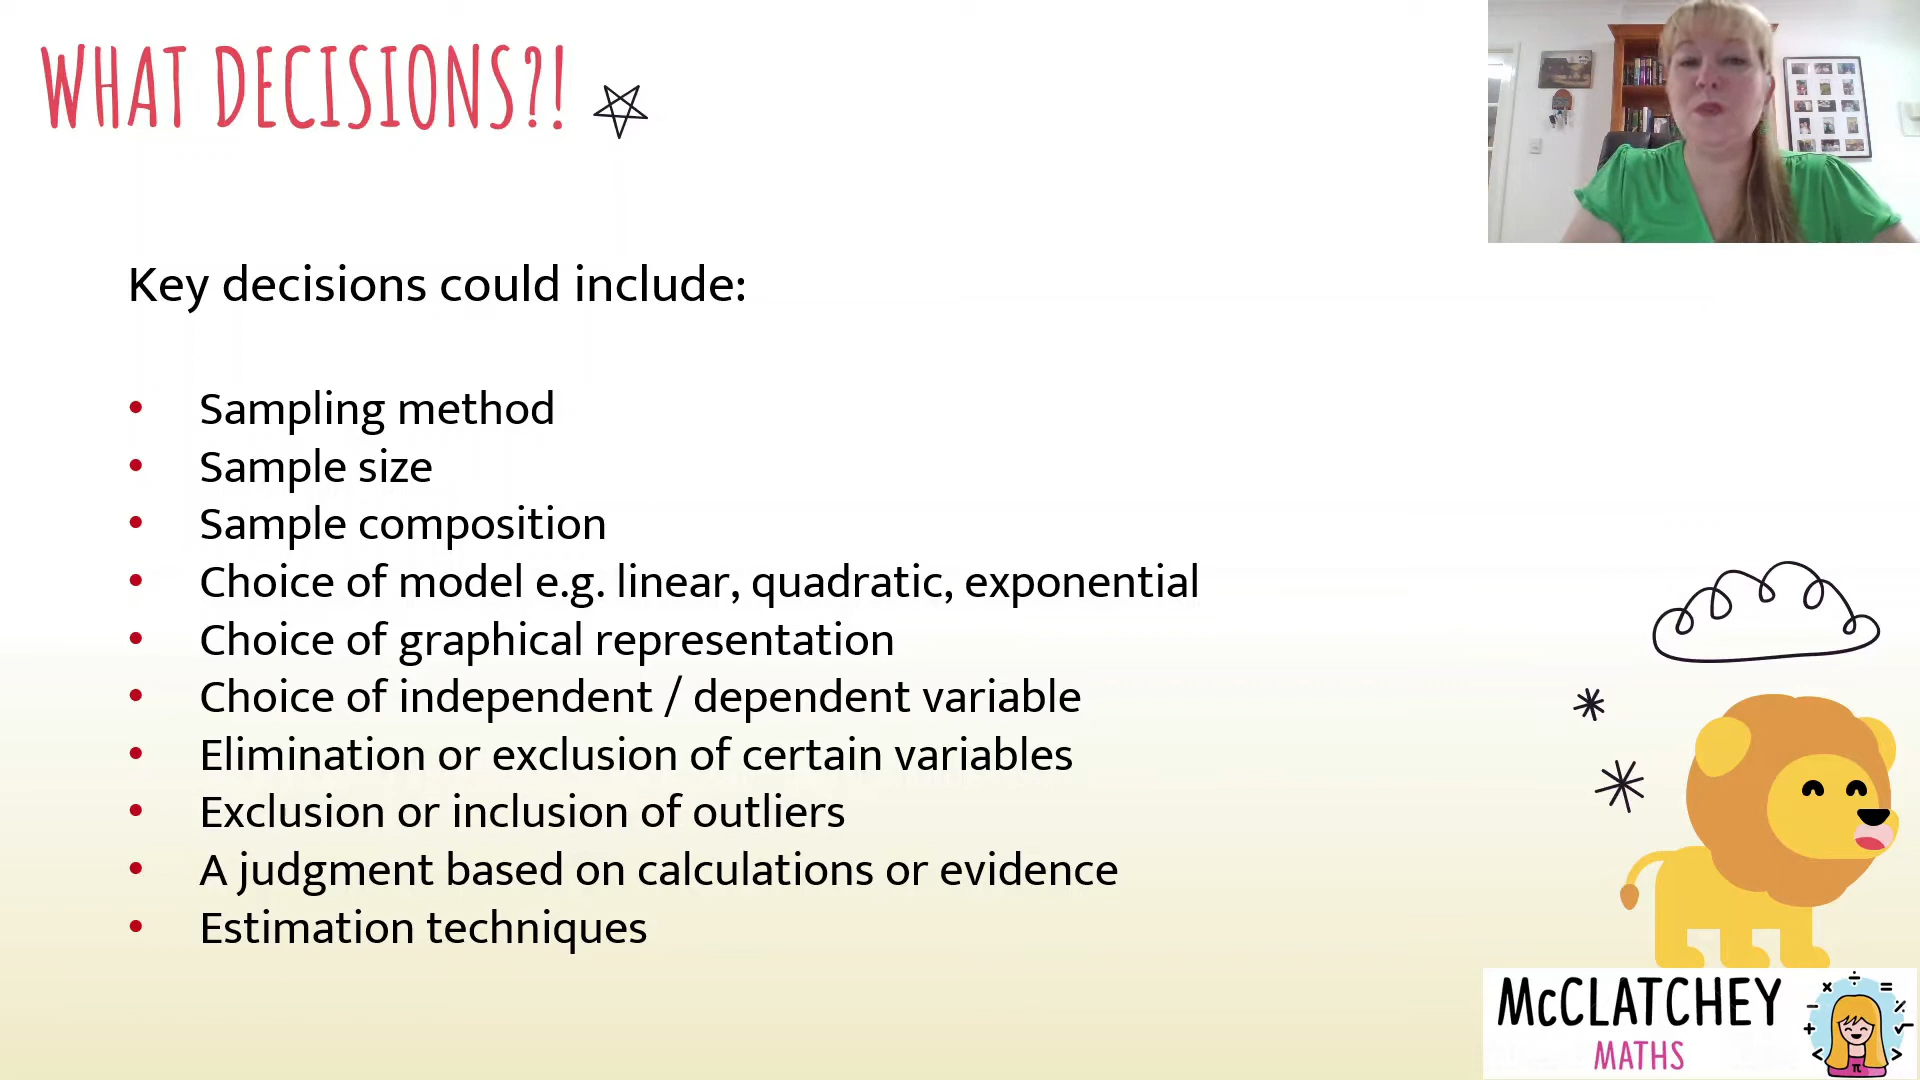 WHAT DECISIONS?!
Key decisions could include:
• Sampling method
• Sample size
• Sample composition
• Choice of model e.g. linear, quadratic, exponential
• Choice of graphical representation
• Choice of independent / dependent variable
• Elimination or exclusion of certain variables
• Exclusion or inclusion of outliers
• A judgment based on calculations or evidence
• Estimation techniques
McCLATCHEY
MATHS